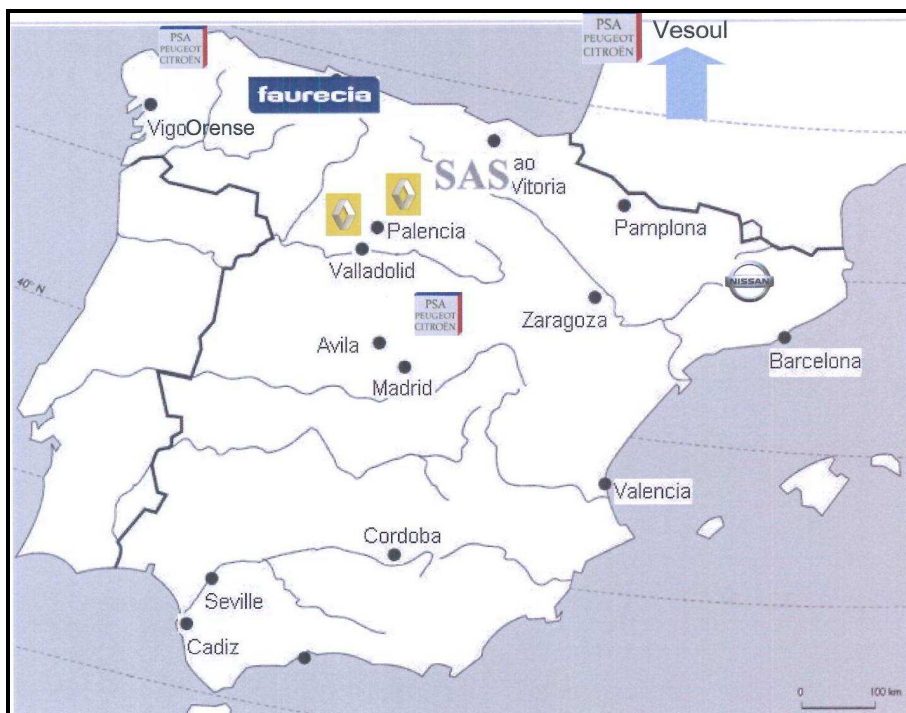 PSA
PEUGEOT
CITROËN
PSA
PEUGEOT
CITROËN
Vesoul
faurecia
VigoOrense
SAS
ao
Vitoria
Palencia
Pamplona
Valladolid
40° N
NISSAN
PSA
PEUGEOT
CITROËN
Zaragoza
Avila
Barcelona
Madrid
Valencia
Cordoba
Seville
Cadiz
0
100 km